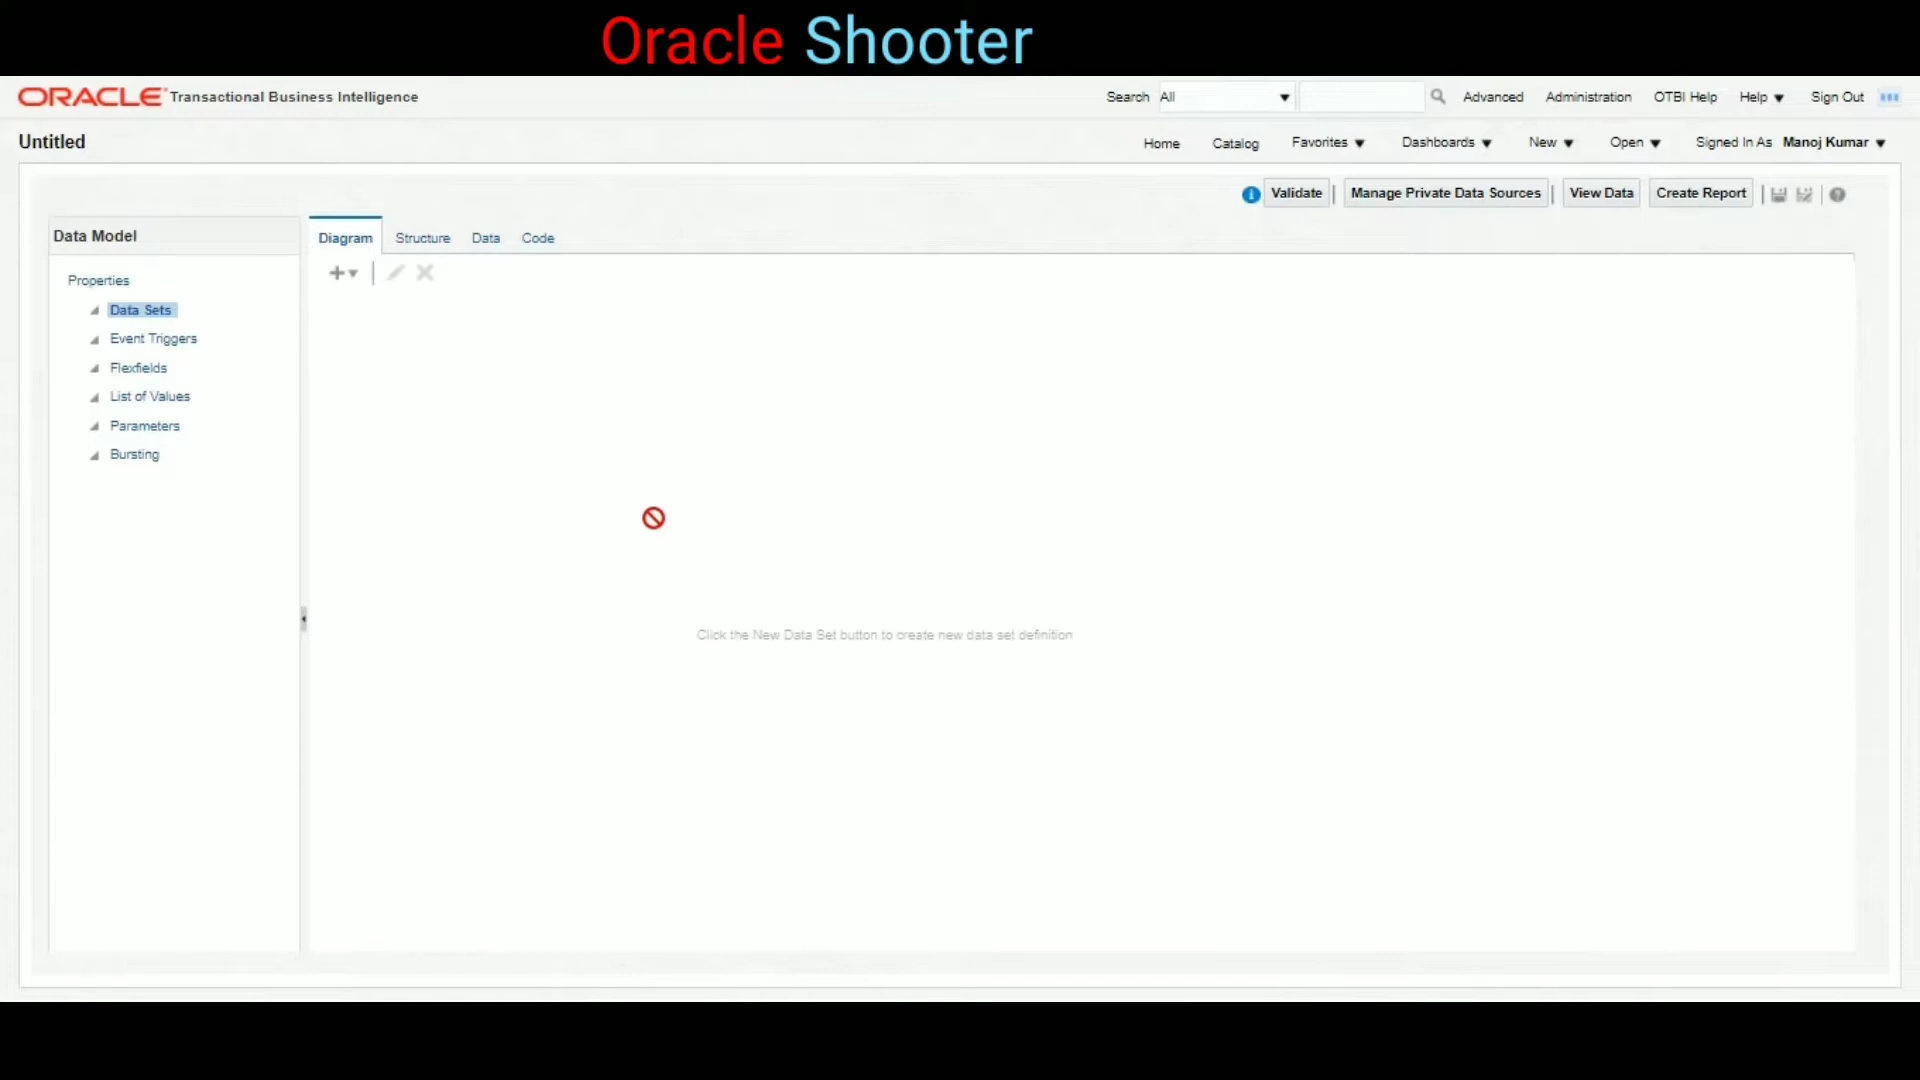 Oracle Shooter
ORACLE Transactional Business Intelligence
Search All Advanced Administration OTBI Help Help Sign Out
Untitled
Home Catalog Favorites Dashboards New Open Signed In As Manoj Kumar
Validate Manage Private Data Sources View Data Create Report
Data Model
Diagram Structure Data Code
Properties
Data Sets
Event Triggers
Flexfields
List of Values
Parameters
Bursting
Click the New Data Set button to create new data set definition